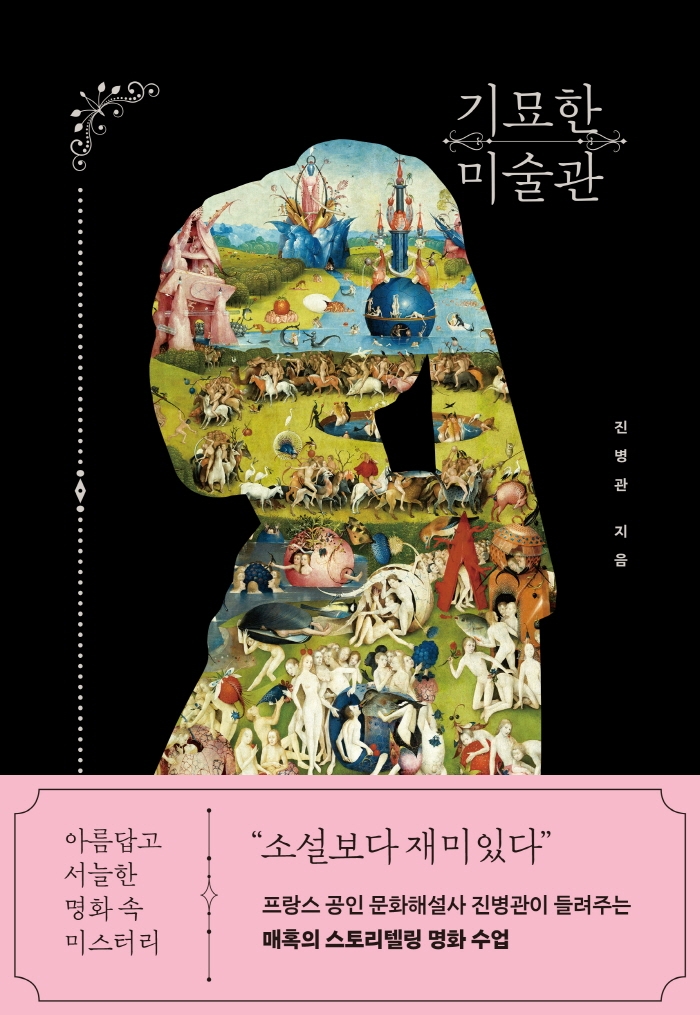 기묘한
미술관
진병관 지음
아름답고
서늘한
명화 속
미스터리
“소설보다 재미있다”
프랑스 공인 문화해설사 진병관이 들려주는
매혹의 스토리텔링 명화 수업